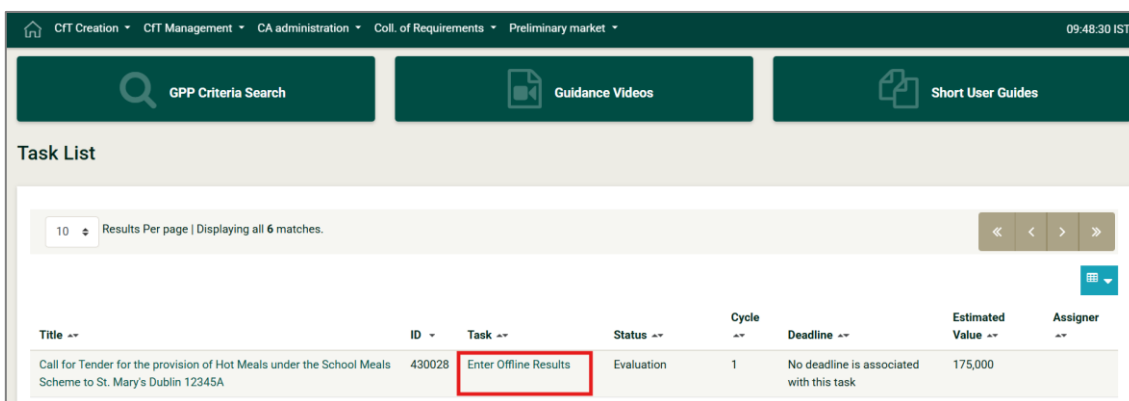 CfT Creation CfT Management CA administration Coll. of Requirements Preliminary market 09:48:30 IST
GPP Criteria Search Guidance Videos Short User Guides
Task List
10 Results Per page | Displaying all 6 matches.
« < > »
Cycle Estimated Assigner
Title ID Task Status Deadline Value
Call for Tender for the provision of Hot Meals under the School Meals 430028 Enter Offline Results Evaluation 1 No deadline is associated 175,000
Scheme to St. Mary's Dublin 12345A with this task